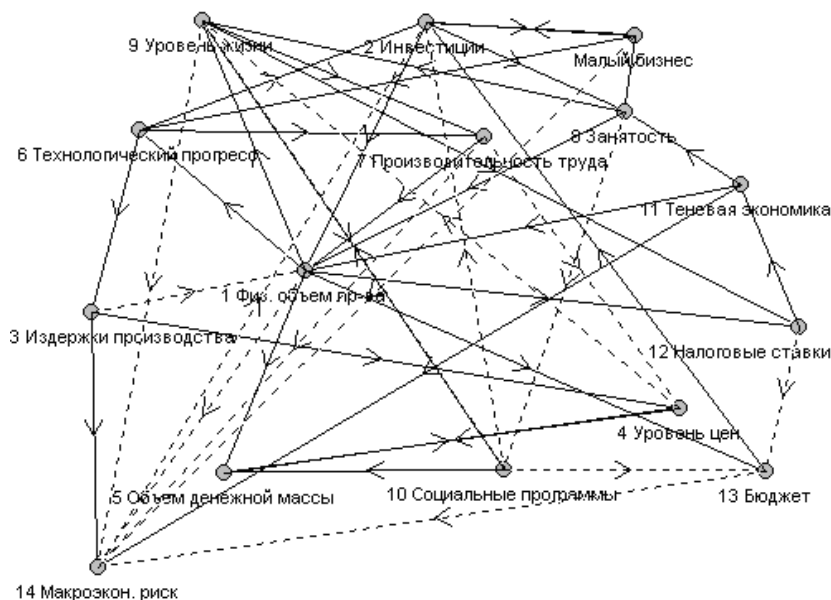 9 Уровень жизни
2 Инвестиции
Малый бизнес
8 Занятость
6 Технологический прогресс
7 Производительность труда
11 Теневая экономика
1 Физ. объем пр-ва
3 Издержки производства
12 Налоговые ставки
4 Уровень цен
5 Объем денежной массы
10 Социальные программы
13 Бюджет
14 Макроэкон. риск